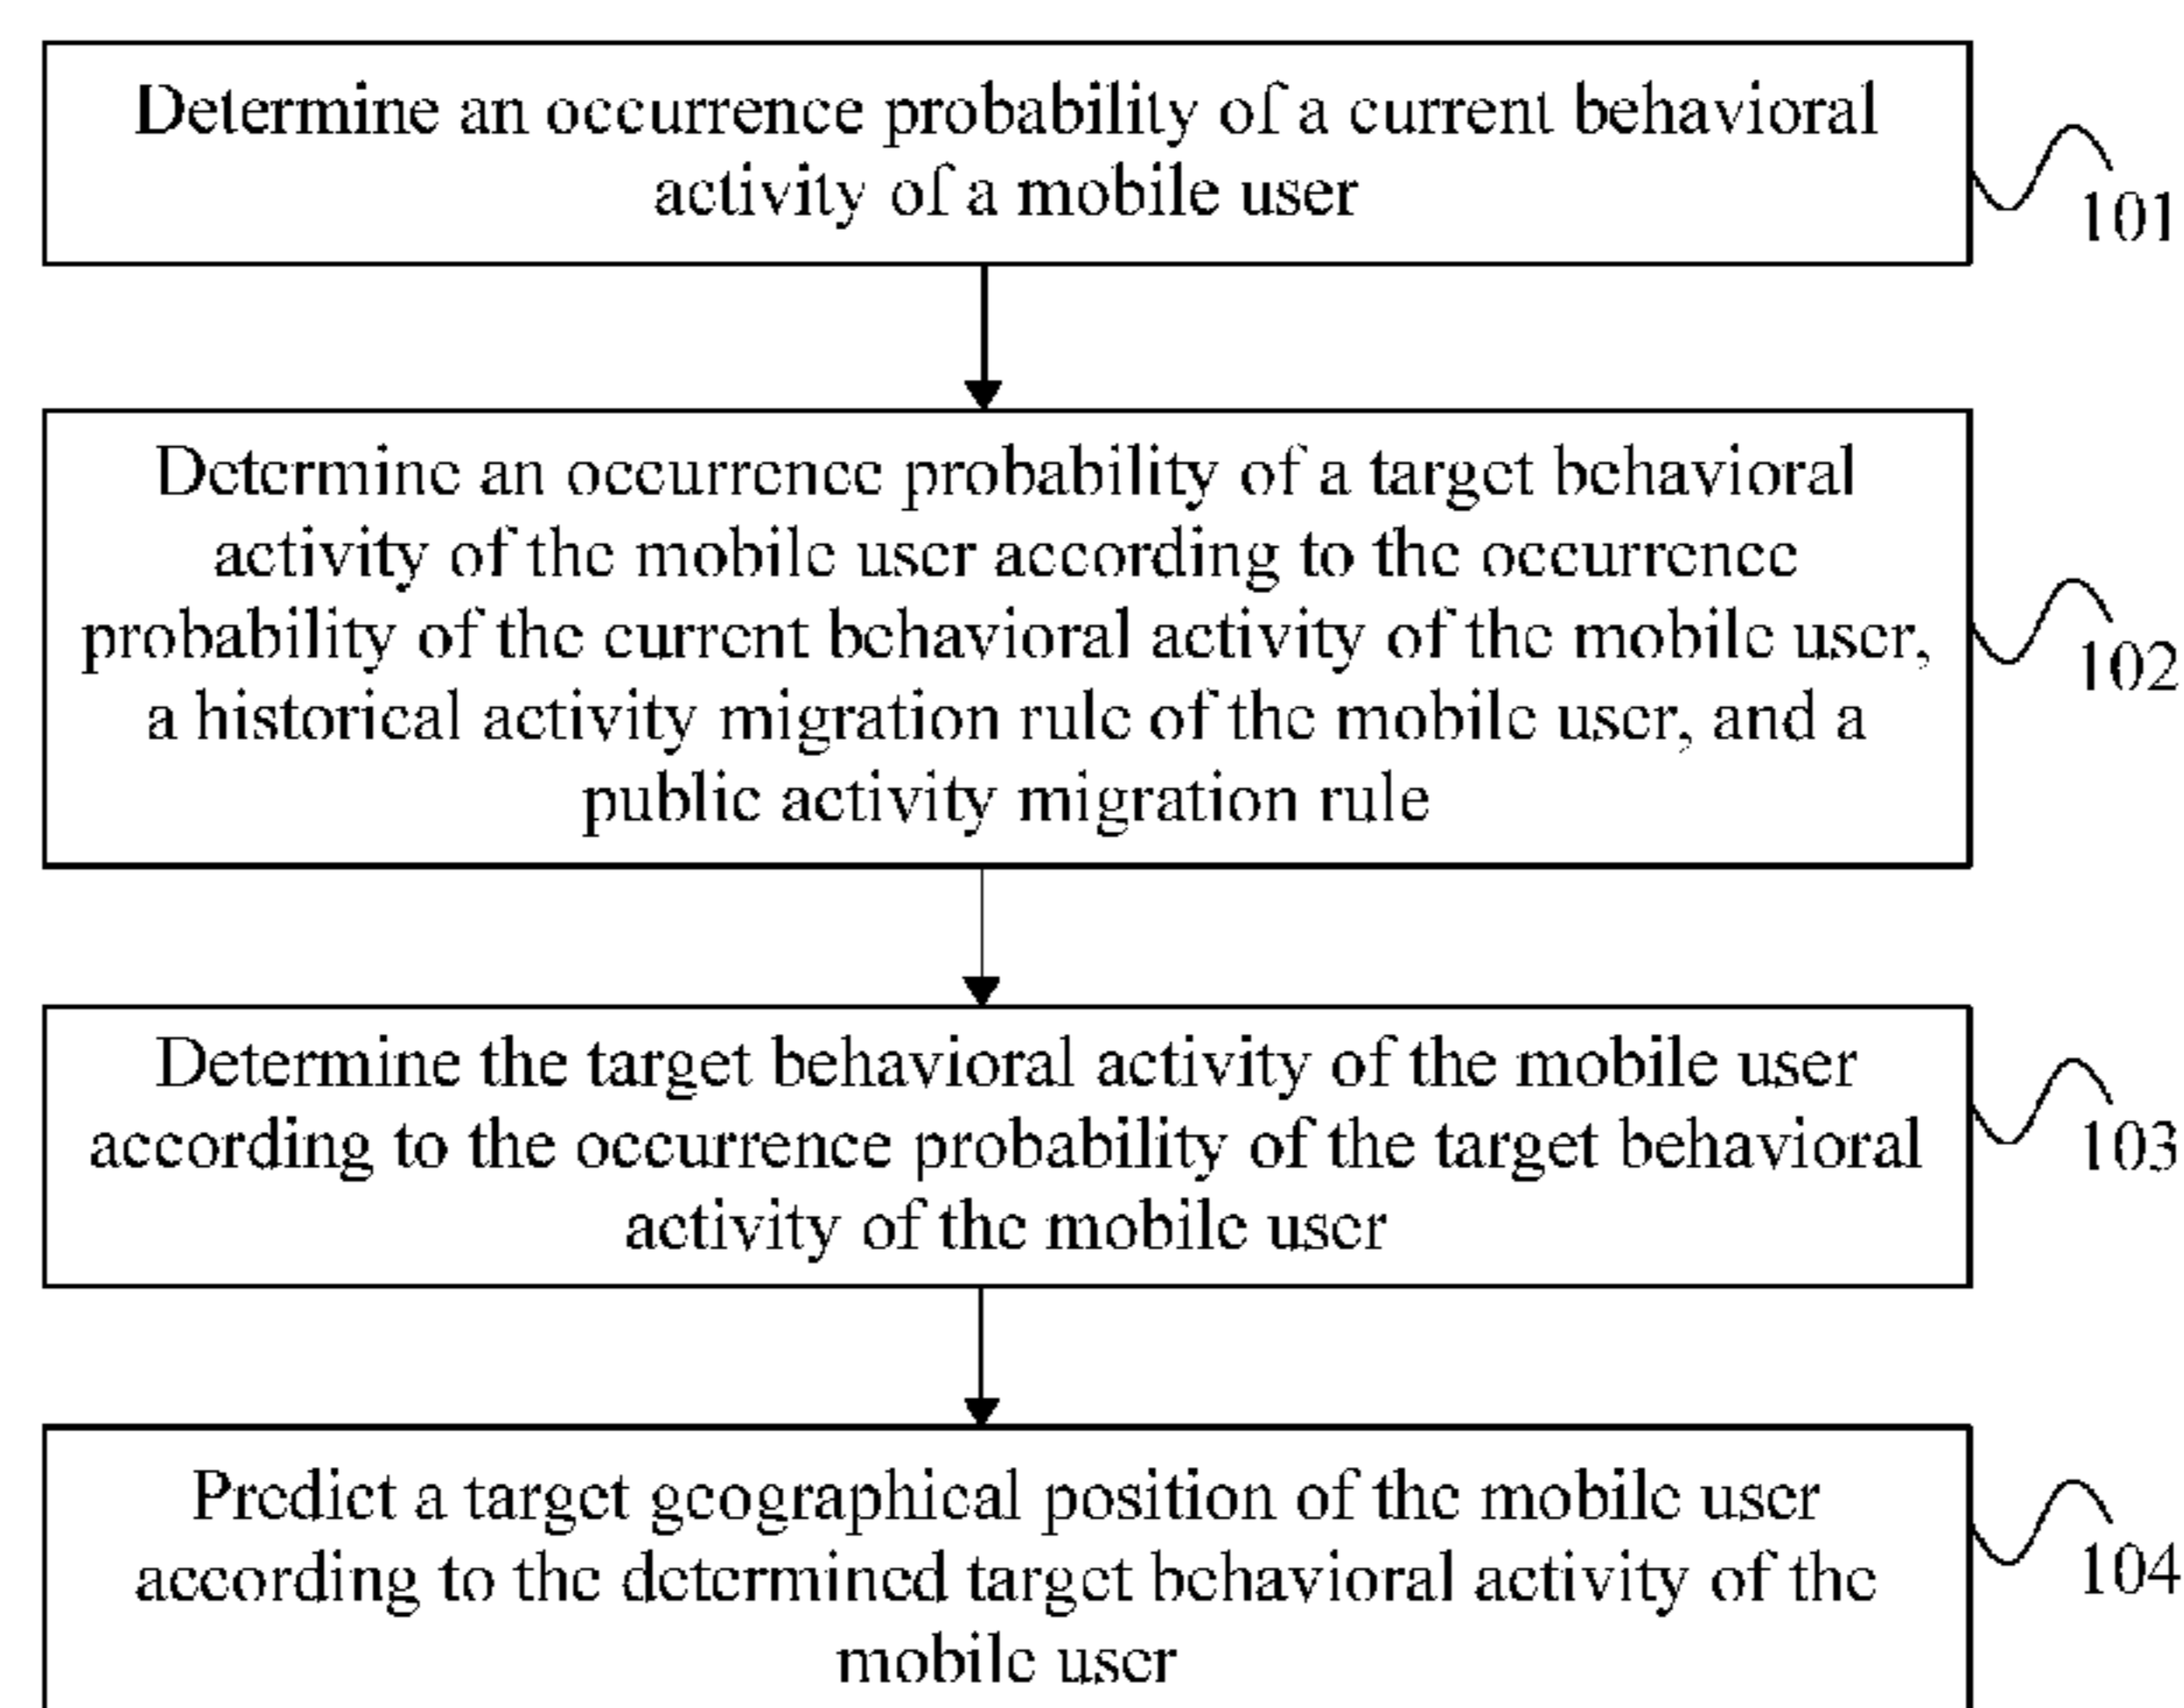 Determine an occurrence probability of a current behavioral
activity of a mobile user
101
Determine an occurrence probability of a target behavioral
activity of the mobile user according to the occurrence
probability of the current behavioral activity of the mobile user,
a historical activity migration rule of the mobile user, and a
public activity migration rule
102
Determine the target behavioral activity of the mobile user
according to the occurrence probability of the target behavioral
activity of the mobile user
103
Predict a target geographical position of the mobile user
according to the determined target behavioral activity of the
mobile user
104